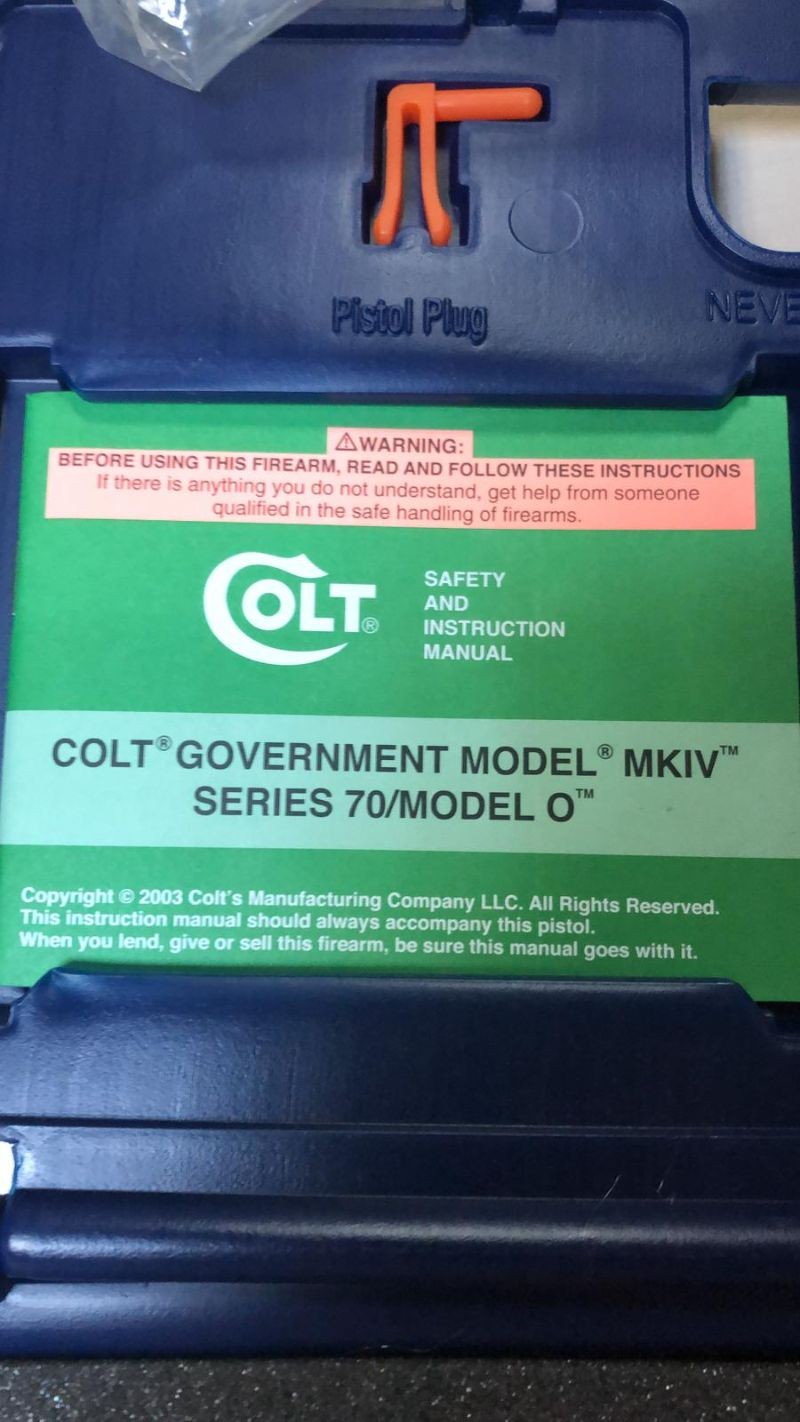 Pistol Plug
NEVE
⚠WARNING:
BEFORE USING THIS FIREARM, READ AND FOLLOW THESE INSTRUCTIONS
If there is anything you do not understand, get help from someone
qualified in the safe handling of firearms.
COLT®
SAFETY
AND
INSTRUCTION
MANUAL
COLT® GOVERNMENT MODEL® MKIV™
SERIES 70/MODEL O™
Copyright © 2003 Colt's Manufacturing Company LLC. All Rights Reserved.
This instruction manual should always accompany this pistol.
When you lend, give or sell this firearm, be sure this manual goes with it.